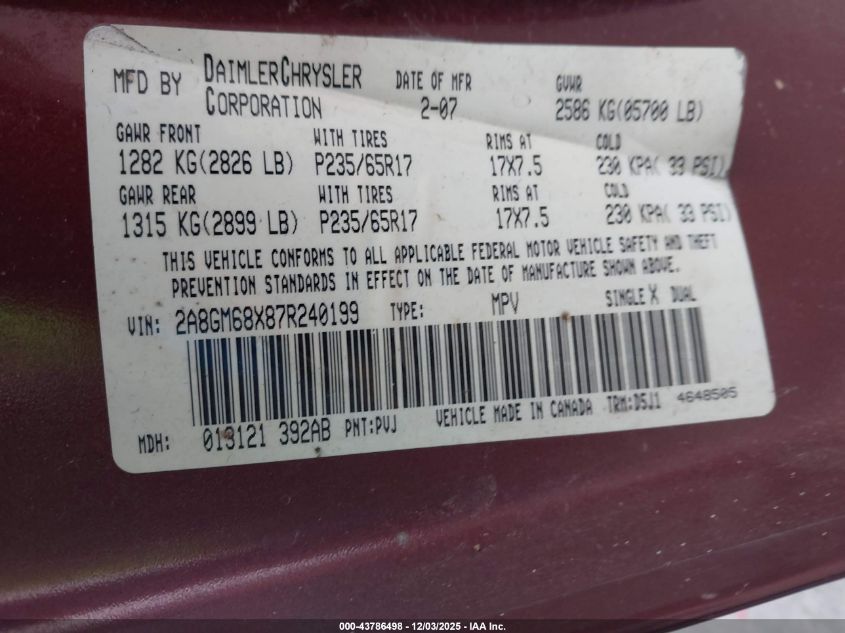 MFD BY DAIMLERCHRYSLER CORPORATION DATE OF MFR 2-07 GVWR 2586 KG(05700 LB)
GAWR FRONT WITH TIRES RIMS AT COLD
1282 KG(2826 LB) P235/65R17 17X7.5 230 KPA( 33 PSI)
GAWR REAR WITH TIRES RIMS AT COLD
1315 KG(2899 LB) P235/65R17 17X7.5 230 KPA( 33 PSI)
THIS VEHICLE CONFORMS TO ALL APPLICABLE FEDERAL MOTOR VEHICLE SAFETY AND THEFT
PREVENTION STANDARDS IN EFFECT ON THE DATE OF MANUFACTURE SHOWN ABOVE.
VIN: 2A8GM68X87R240199 TYPE: MPV SINGLE X DUAL
MDH: 013121 392AB PNT:PVJ VEHICLE MADE IN CANADA TRM:D5J1 4648505
000-43786498 - 12/03/2025 - IAA Inc.